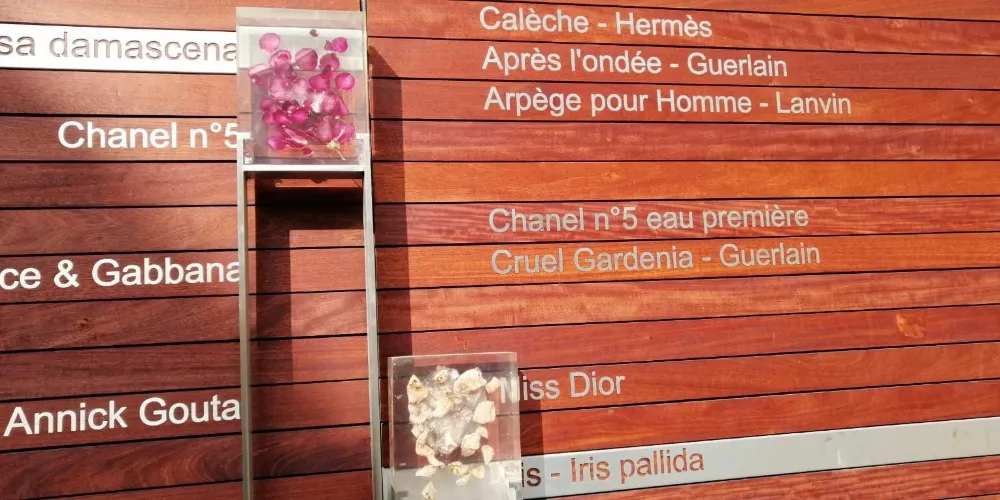 sa damascena
Chanel n°5
ce & Gabbana
Annick Gouta
Calèche - Hermès
Après l'ondée - Guerlain
Arpège pour Homme - Lanvin
Chanel n°5 eau première
Cruel Gardenia - Guerlain
Miss Dior
is - Iris pallida